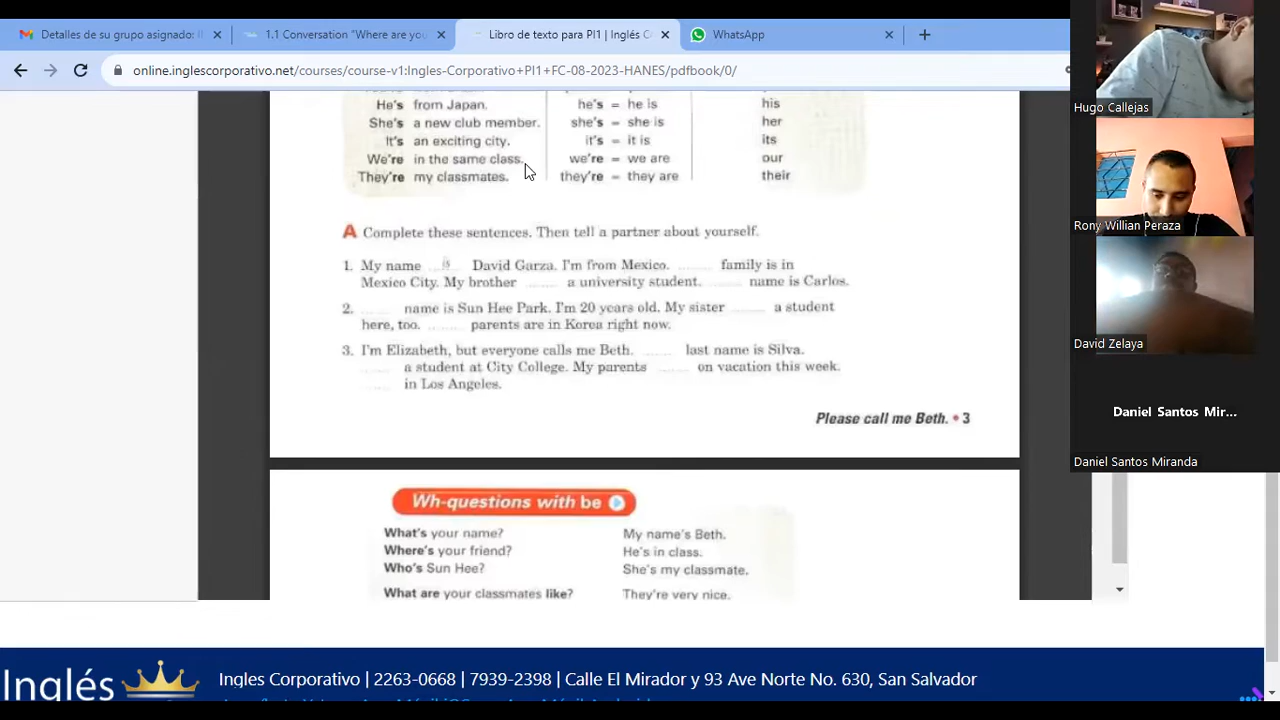 Detalles de su grupo asignado: I
1.1 Conversation "Where are you
Libro de texto para PI1 | Inglés C
WhatsApp
online.inglescorporativo.net/courses/course-v1:Ingles-Corporativo+PI1+FC-08-2023-HANES/pdfbook/0/
He's from Japan. he's = he is his
She's a new club member. she's = she is her
It's an exciting city. it's = it is its
We're in the same class. we're = we are our
They're my classmates. they're = they are their
A Complete these sentences. Then tell a partner about yourself.
1. My name is David Garza. I'm from Mexico. ........ family is in
Mexico City. My brother ........ a university student. ........ name is Carlos.
2. ........ name is Sun Hee Park. I'm 20 years old. My sister ........ a student
here, too. ........ parents are in Korea right now.
3. I'm Elizabeth, but everyone calls me Beth. ........ last name is Silva.
........ a student at City College. My parents ........ on vacation this week.
........ in Los Angeles.
Please call me Beth. • 3
Wh-questions with be
What's your name? My name's Beth.
Where's your friend? He's in class.
Who's Sun Hee? She's my classmate.
What are your classmates like? They're very nice.
Hugo Callejas
Rony Willian Peraza
David Zelaya
Daniel Santos Mir...
Daniel Santos Miranda
Inglés
Ingles Corporativo | 2263-0668 | 7939-2398 | Calle El Mirador y 93 Ave Norte No. 630, San Salvador